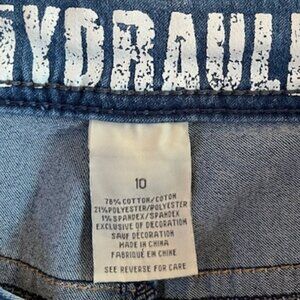 YDRAULI
10
78% COTTON/COTON
21% POLYESTER/POLYESTER
1% SPANDEX/SPANDEX
EXCLUSIVE OF DECORATION
SAUF DECORATION
MADE IN CHINA
FABRIQUÉ EN CHINE
SEE REVERSE FOR CARE